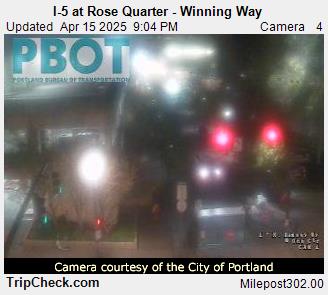 I-5 at Rose Quarter - Winning Way
Updated Apr 15 2025 9:04 PM Camera 4
PBOT
PORTLAND BUREAU OF TRANSPORTATION
Camera courtesy of the City of Portland
TripCheck.com Milepost302.00